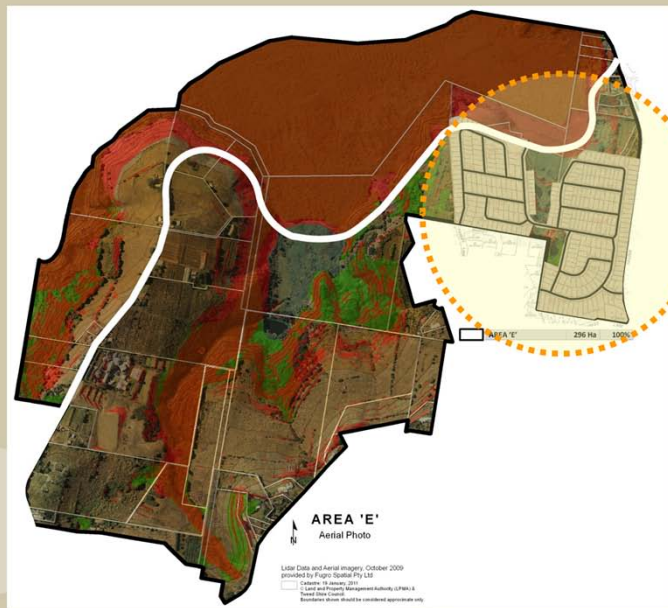 AREA 'E' 296 Ha 100%
AREA 'E'
Aerial Photo
N
Lidar Data and Aerial imagery, October 2009
provided by Fugro Spatial Pty Ltd
Cadastre: 19 January, 2011
© Land and Property Management Authority (LPMA) &
Tweed Shire Council.
Boundaries shown should be considered approximate only.